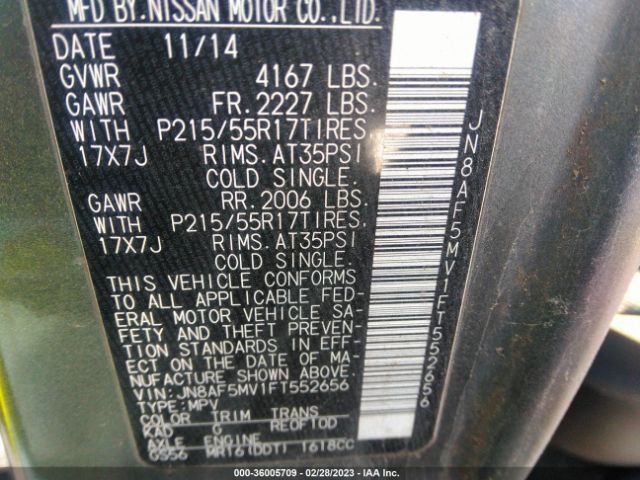 MFD BY.NISSAN MOTOR CO.,LTD.
DATE 11/14
GVWR 4167 LBS.
GAWR FR. 2227 LBS.
WITH P215/55R17TIRES,
17X7J RIMS. AT35PSI
COLD SINGLE.
GAWR RR. 2006 LBS.
WITH P215/55R17TIRES,
17X7J RIMS. AT35PSI
COLD SINGLE.
THIS VEHICLE CONFORMS
TO ALL APPLICABLE FED-
ERAL MOTOR VEHICLE SA-
FETY AND THEFT PREVEN-
TION STANDARDS IN EFF-
ECT ON THE DATE OF MA-
NUFACTURE SHOWN ABOVE.
VIN: JN8AF5MV1FT552656
TYPE: MPV
COLOR TRIM TRANS
KAD G RE0F10D
AXLE ENGINE
GS56 MR16(DDT) 1618CC
JN8AF5MV1FT552656
000-36005709 - 02/28/2023 - IAA, Inc.